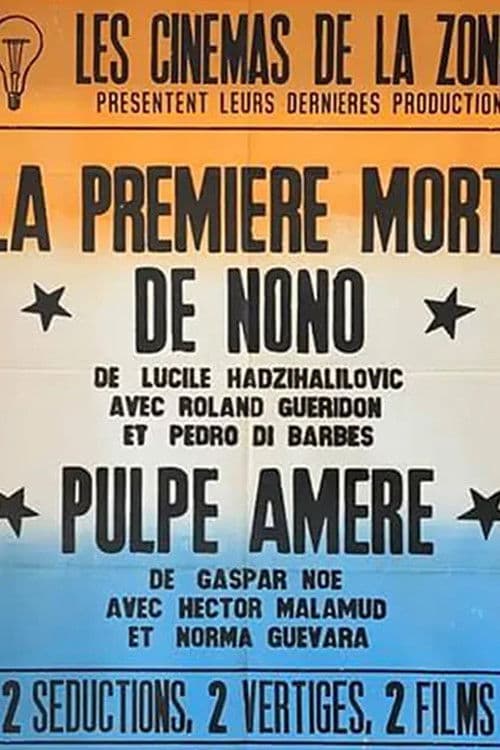 LES CINEMAS DE LA ZON
PRESENTENT LEURS DERNIERES PRODUCTION
LA PREMIERE MORT
DE NONO
DE LUCILE HADZIHALILOVIC
AVEC ROLAND GUERIDON
ET PEDRO DI BARBES
PULPE AMERE
DE GASPAR NOE
AVEC HECTOR MALAMUD
ET NORMA GUEVARA
2 SEDUCTIONS, 2 VERTIGES, 2 FILMS